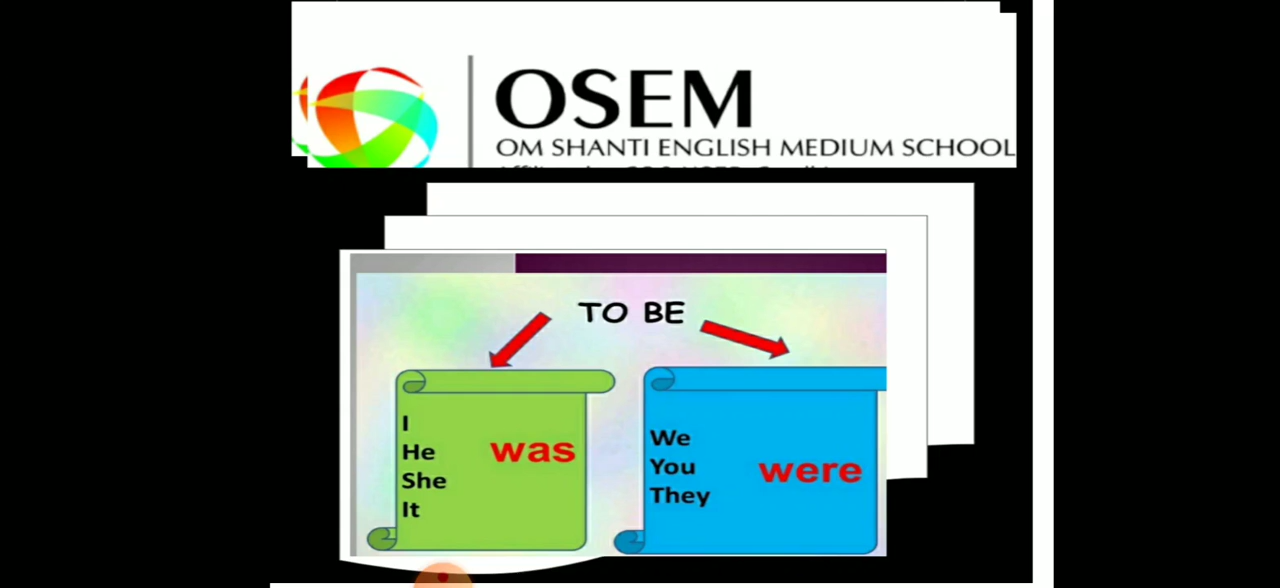 OSEM
OM SHANTI ENGLISH MEDIUM SCHOOL
TO BE
I
He
She
It
was
We
You
They
were